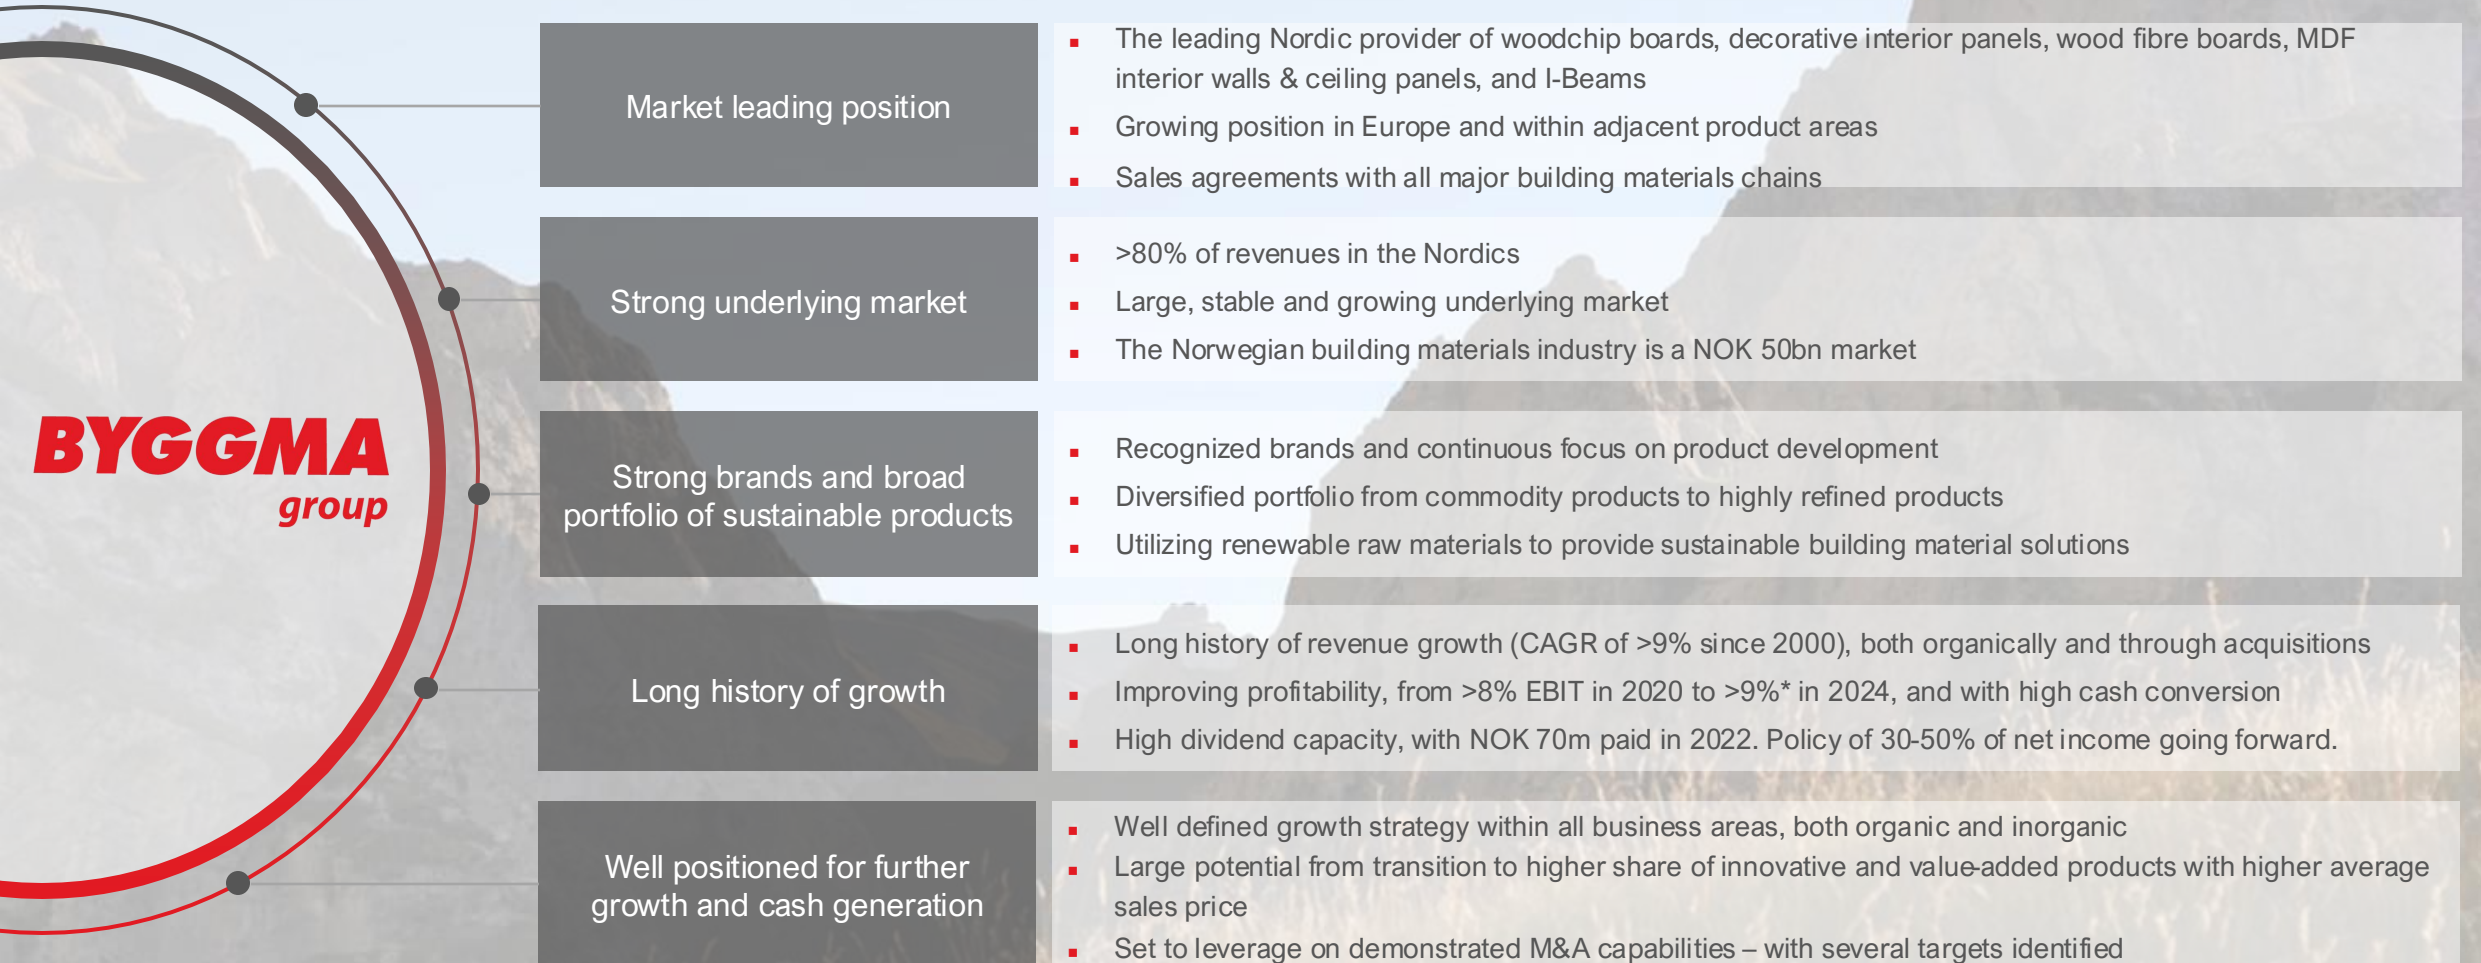 BYGGMA
group
Market leading position
The leading Nordic provider of woodchip boards, decorative interior panels, wood fibre boards, MDF
interior walls & ceiling panels, and I-Beams
Growing position in Europe and within adjacent product areas
Sales agreements with all major building materials chains
Strong underlying market
>80% of revenues in the Nordics
Large, stable and growing underlying market
The Norwegian building materials industry is a NOK 50bn market
Strong brands and broad
portfolio of sustainable products
Recognized brands and continuous focus on product development
Diversified portfolio from commodity products to highly refined products
Utilizing renewable raw materials to provide sustainable building material solutions
Long history of growth
Long history of revenue growth (CAGR of >9% since 2000), both organically and through acquisitions
Improving profitability, from >8% EBIT in 2020 to >9%* in 2024, and with high cash conversion
High dividend capacity, with NOK 70m paid in 2022. Policy of 30-50% of net income going forward.
Well positioned for further
growth and cash generation
Well defined growth strategy within all business areas, both organic and inorganic
Large potential from transition to higher share of innovative and value-added products with higher average
sales price
Set to leverage on demonstrated M&A capabilities – with several targets identified